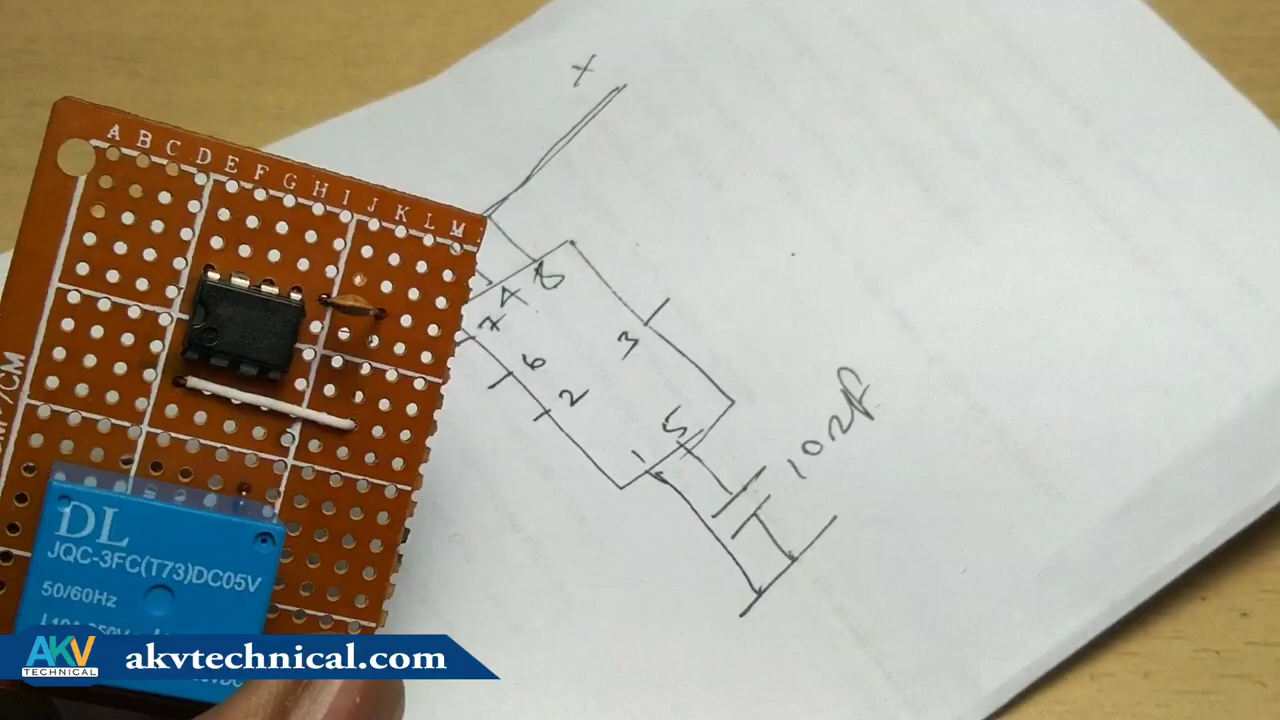 X
A B C D E F G H I J K L M
8
4
7
3
6
2
5
1
102f
DL
JQC-3FC(T73)DC05V
50/60Hz
AKV
TECHNICAL
akvtechnical.com